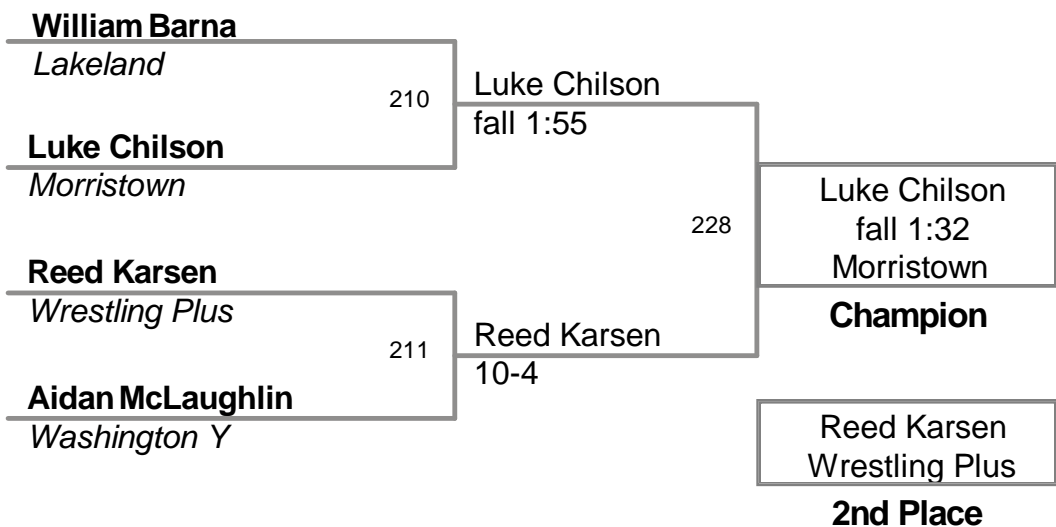 William Barna
Lakeland
210
Luke Chilson
fall 1:55
Luke Chilson
Morristown
228
Luke Chilson
fall 1:32
Morristown
Champion
Reed Karsen
Wrestling Plus
211
Reed Karsen
10-4
Aidan McLaughlin
Washington Y
Reed Karsen
Wrestling Plus
2nd Place